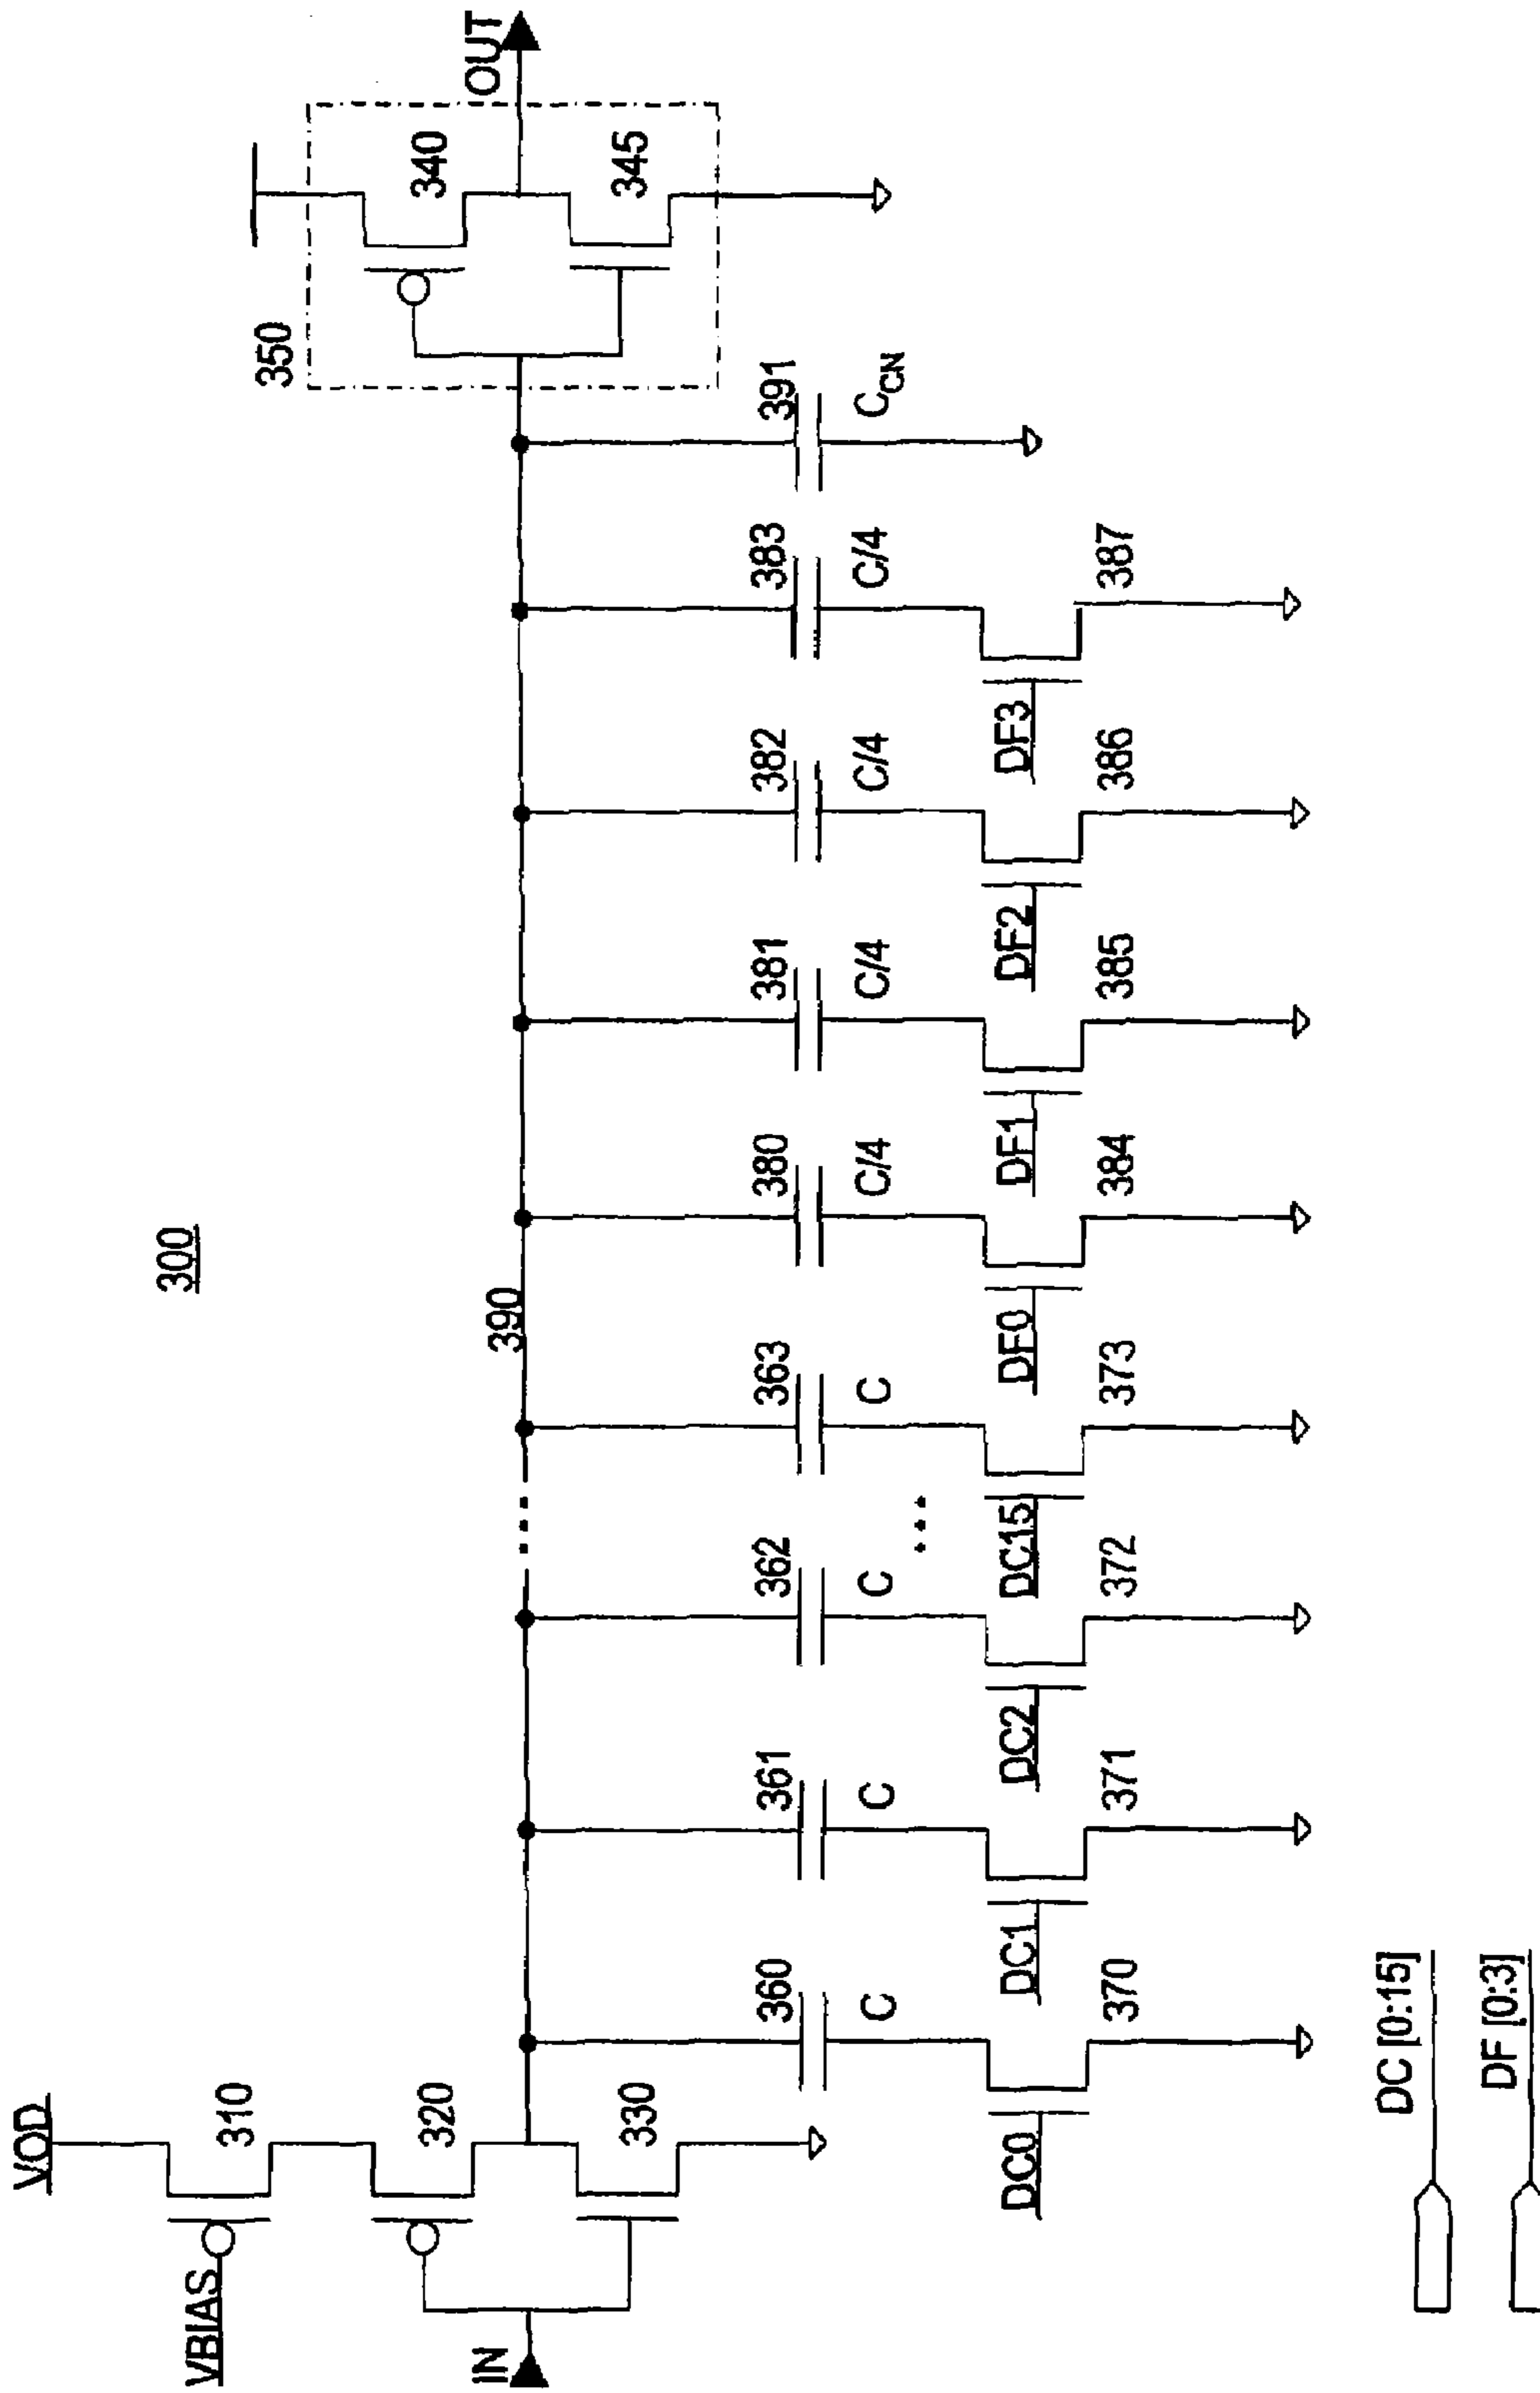 300
VOD
VBIAS
310
320
330
IN
390
350
340
345
OUT
360
C
361
C
362
C
363
C
380
C/4
381
C/4
382
C/4
383
C/4
391
C_CN
...
...
DC0
370
DC1
371
DC2
372
DC15
373
DF0
384
DF1
385
DF2
386
DF3
387
DC [0:15]
DF [0:3]